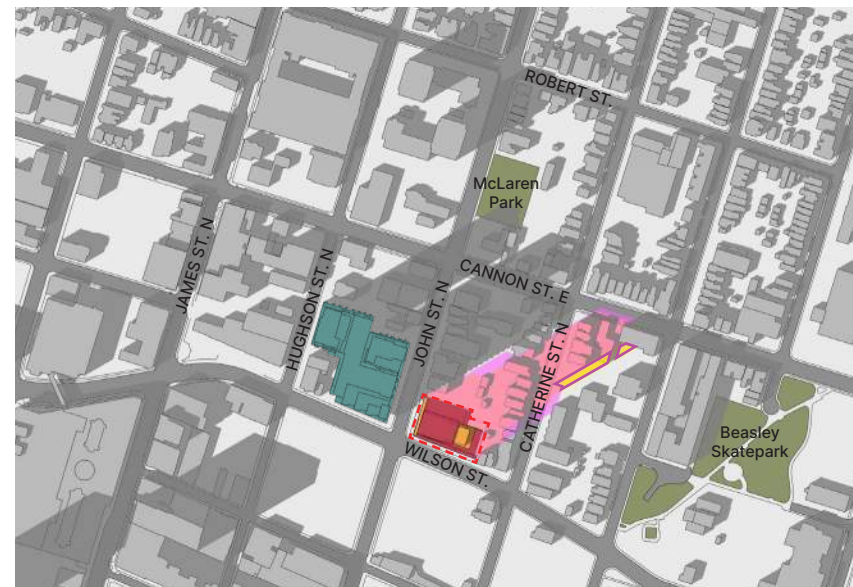 ROBERT ST.
McLaren
Park
JAMES ST. N
HUGHSON ST. N
JOHN ST. N
CANNON ST. E
CATHERINE ST. N
WILSON ST.
Beasley
Skatepark